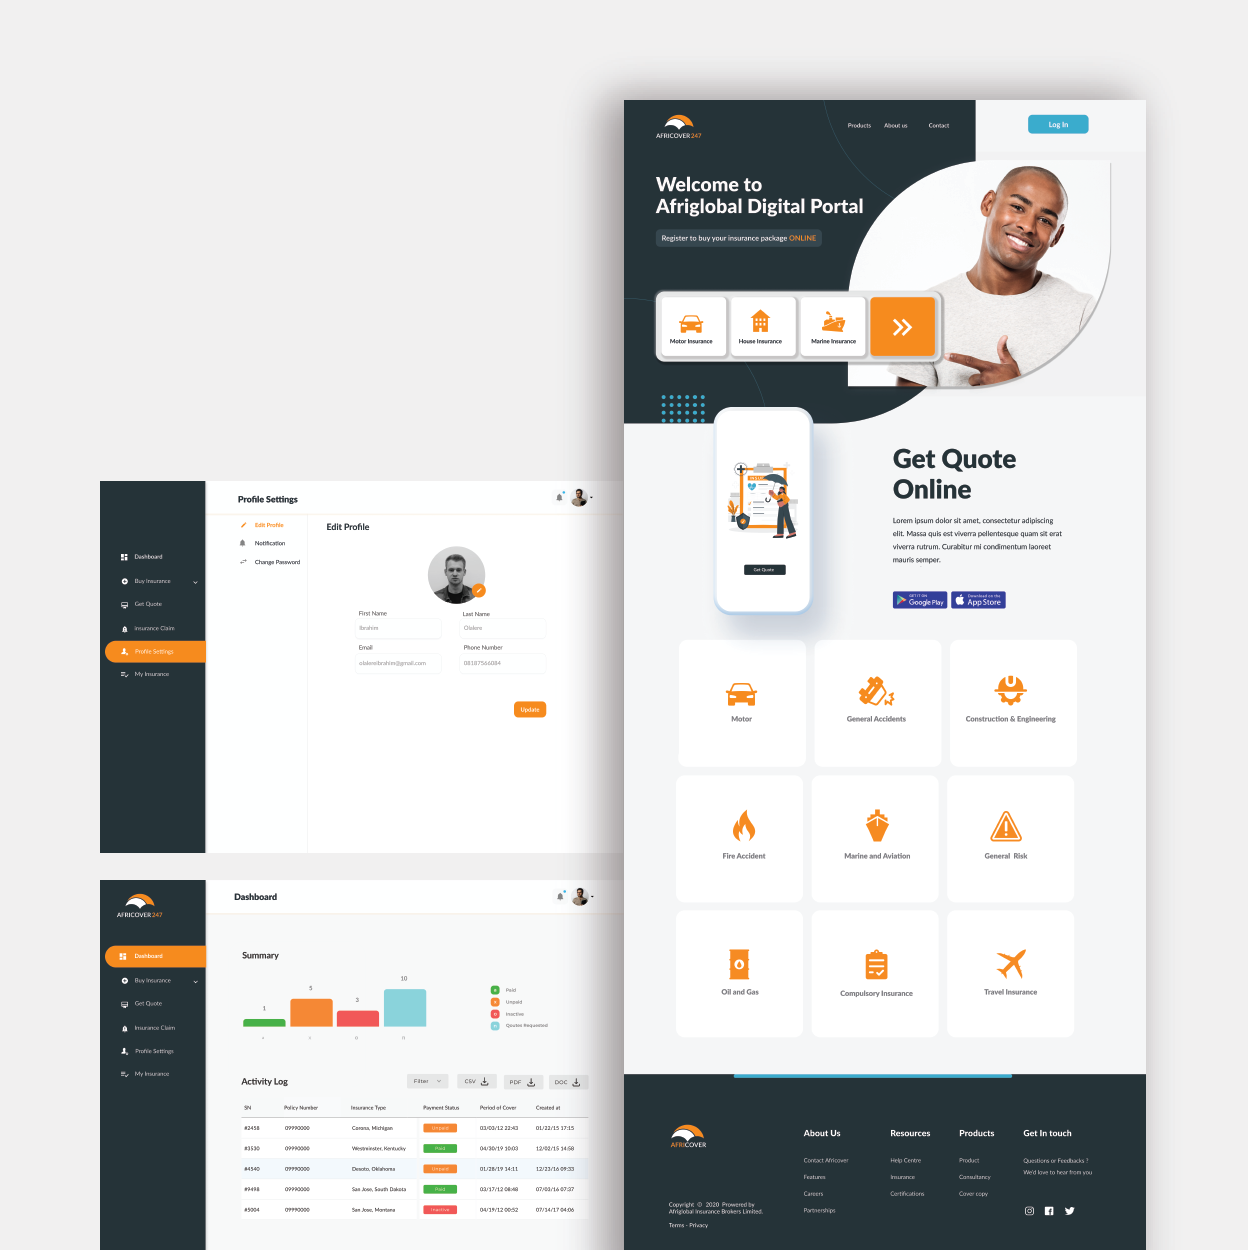 AFRICOVER 247
Products
About us
Contact
Log In
Welcome to
Afriglobal Digital Portal
Register to buy your insurance package ONLINE
Motor Insurance
House Insurance
Marine Insurance
Get Quote
Get Quote
Online
Lorem ipsum dolor sit amet, consectetur adipiscing
elit. Massa quis est viverra pellentesque quam sit erat
viverra rutrum. Curabitur mi condimentum laoreet
mauris semper.
GET IT ON
Google Play
Download on the
App Store
Motor
General Accidents
Construction & Engineering
Fire Accident
Marine and Aviation
General Risk
Oil and Gas
Compulsory Insurance
Travel Insurance
AFRICOVER
Copyright © 2020 Prowered by
Afriglobal Insurance Brokers Limited.
Terms - Privacy
About Us
Contact Africover
Features
Careers
Partnerships
Resources
Help Centre
Insurance
Certifications
Products
Product
Consultancy
Cover copy
Get In touch
Questions or Feedbacks ?
We'd love to hear from you
Dashboard
Buy Insurance
Get Quote
Insurance Claim
Profile Settings
My Insurance
Profile Settings
Edit Profile
Notification
Change Password
Edit Profile
First Name
Last Name
Ibrahim
Olalere
Email
Phone Number
olalereibrahim@gmail.com
08187566084
Update
AFRICOVER 247
Dashboard
Buy Insurance
Get Quote
Insurance Claim
Profile Settings
My Insurance
Dashboard
Summary
1
5
3
10
Paid
Unpaid
Inactive
Qoutes Requested
Activity Log
Filter
CSV
PDF
DOC
SN Policy Number Insurance Type Payment Status Period of Cover Created at
#2458 09990000 Corona, Michigan Unpaid 03/03/12 22:43 01/22/15 17:15
#3530 09990000 Westminster, Kentucky Paid 04/30/19 10:03 12/02/15 14:58
#4540 09990000 Desoto, Oklahoma Unpaid 01/28/19 14:11 12/23/16 09:33
#9498 09990000 San Jose, South Dakota Paid 03/17/12 08:48 07/03/16 07:37
#5004 09990000 San Jose, Montana Inactive 04/19/12 00:52 07/14/17 04:06